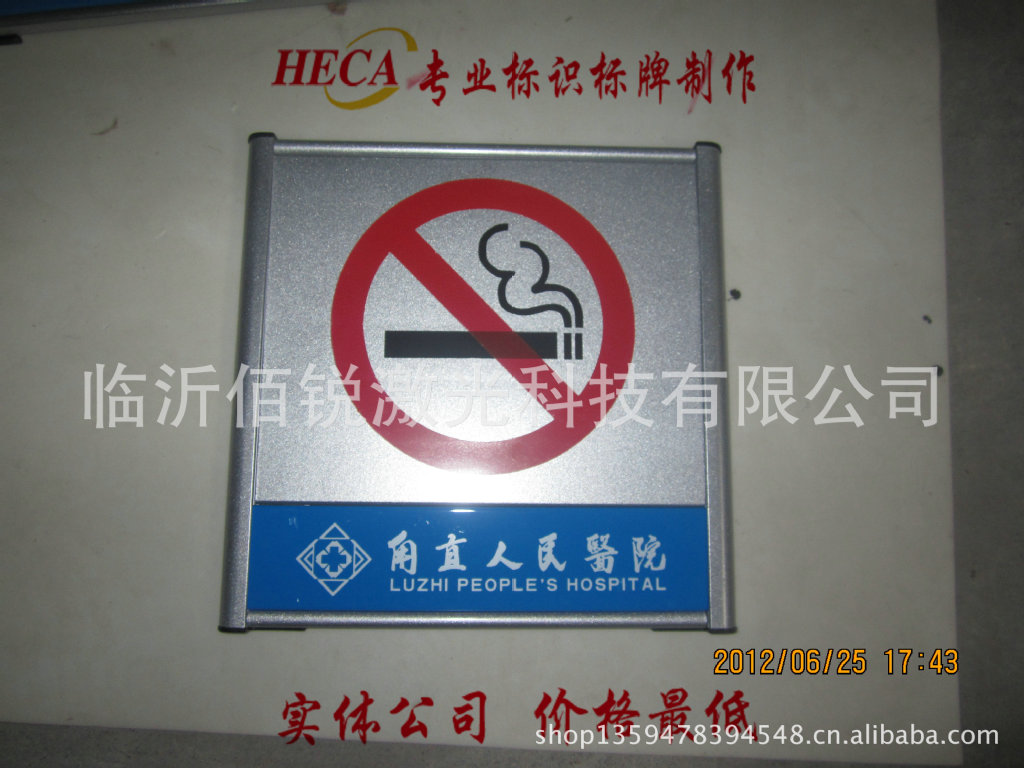 HECA 专业标识标牌制作
临沂佰锐激光科技有限公司
甪直人民醫院
LUZHI PEOPLE'S HOSPITAL
2012/06/25 17:43
实体公司 价格最低
shop1359478394548.cn.alibaba.com